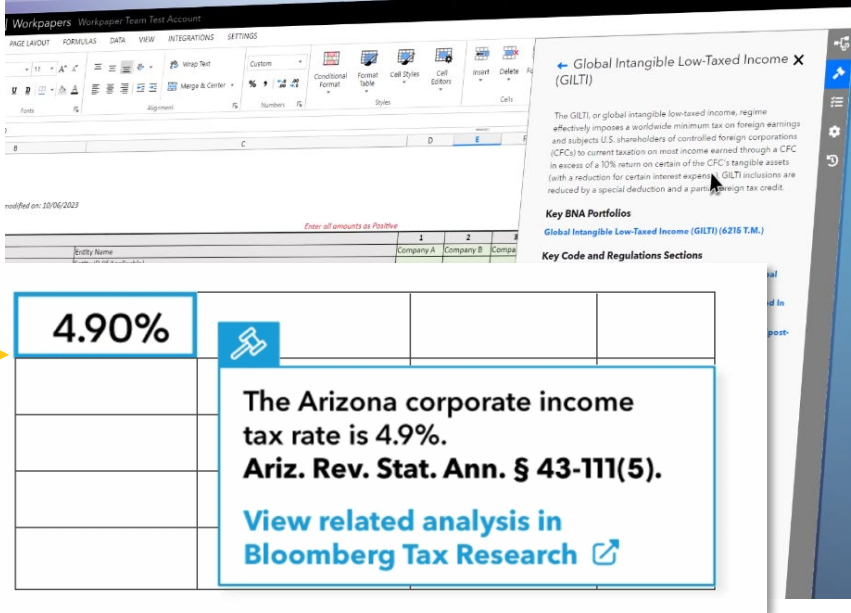 Workpapers Workpaper Team Test Account
PAGE LAYOUT FORMULAS DATA VIEW INTEGRATIONS SETTINGS
11 Wrap Text Custom
Merge & Center
Conditional Format Format Table Cell Styles Cell Editors Insert Delete
Fonts Alignment Numbers Styles Cells
B C D E F
modified on: 10/06/2023
Enter all amounts as Positive
1 2
Entity Name Company A Company B
← Global Intangible Low-Taxed Income X
(GILTI)
The GILTI, or global intangible low-taxed income, regime
effectively imposes a worldwide minimum tax on foreign earnings
and subjects U.S. shareholders of controlled foreign corporations
(CFCs) to current taxation on most income earned through a CFC
in excess of a 10% return on certain of the CFC's tangible assets
(with a reduction for certain interest expense). GILTI inclusions are
reduced by a special deduction and a partial foreign tax credit.
Key BNA Portfolios
Global Intangible Low-Taxed Income (GILTI) (6215 T.M.)
Key Code and Regulations Sections
d In
post-
4.90%
The Arizona corporate income
tax rate is 4.9%.
Ariz. Rev. Stat. Ann. § 43-111(5).
View related analysis in
Bloomberg Tax Research